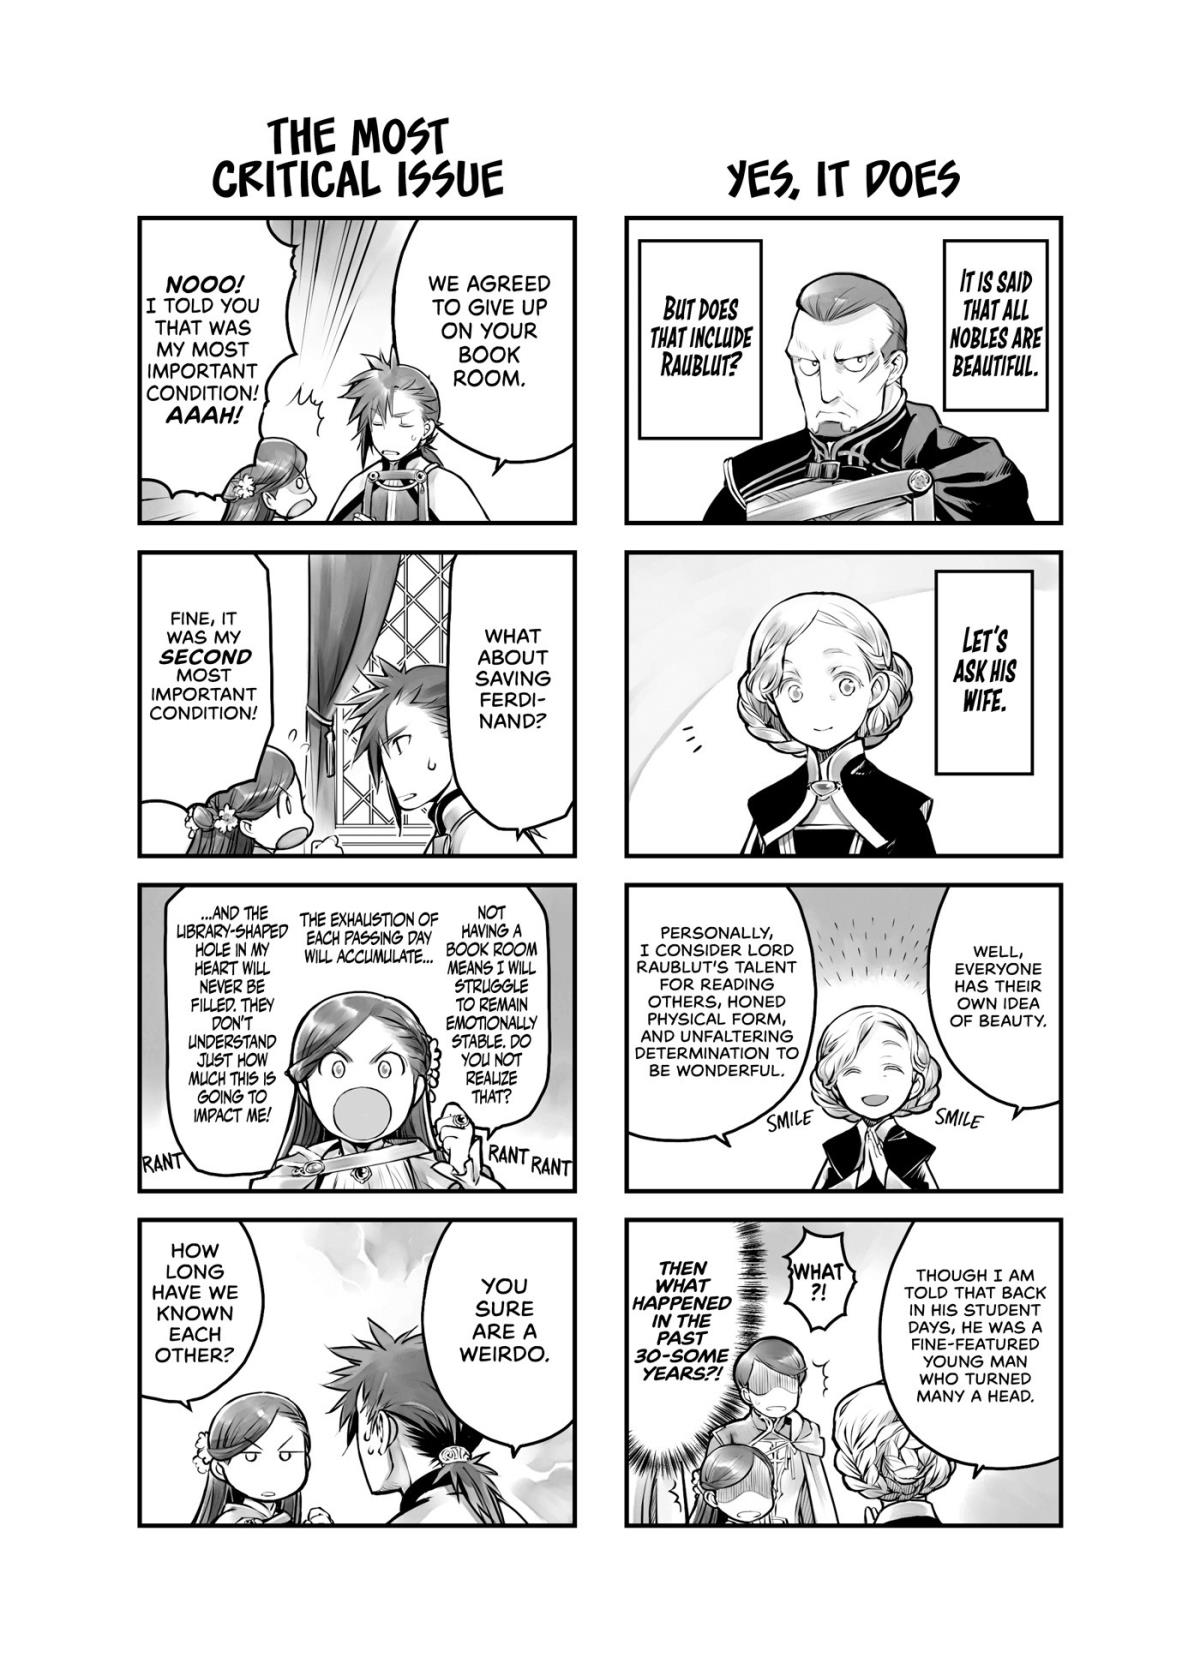 YES, IT DOES
IT IS SAID
THAT ALL
NOBLES ARE
BEAUTIFUL.
BUT DOES
THAT INCLUDE
RAUBLUT?
LET'S
ASK HIS
WIFE.
WELL,
EVERYONE
HAS THEIR
OWN IDEA
OF BEAUTY.
PERSONALLY,
I CONSIDER LORD
RAUBLUT'S TALENT
FOR READING
OTHERS, HONED
PHYSICAL FORM,
AND UNFALTERING
DETERMINATION TO
BE WONDERFUL.
SMILE
SMILE
THOUGH I AM
TOLD THAT BACK
IN HIS STUDENT
DAYS, HE WAS A
FINE-FEATURED
YOUNG MAN
WHO TURNED
MANY A HEAD.
WHAT
?!
THEN
WHAT
HAPPENED
IN THE
PAST
30-SOME
YEARS?!
THE MOST
CRITICAL ISSUE
WE AGREED
TO GIVE UP
ON YOUR
BOOK
ROOM.
NOOO!
I TOLD YOU
THAT WAS
MY MOST
IMPORTANT
CONDITION!
AAAH!
WHAT
ABOUT
SAVING
FERDI-
NAND?
FINE, IT
WAS MY
SECOND
MOST
IMPORTANT
CONDITION!
NOT
HAVING A
BOOK ROOM
MEANS I WILL
STRUGGLE
TO REMAIN
EMOTIONALLY
STABLE. DO
YOU NOT
REALIZE
THAT?
THE EXHAUSTION OF
EACH PASSING DAY
WILL ACCUMULATE...
...AND THE
LIBRARY-SHAPED
HOLE IN MY
HEART WILL
NEVER BE
FILLED. THEY
DON'T
UNDERSTAND
JUST HOW
MUCH THIS IS
GOING TO
IMPACT ME!
RANT RANT
RANT
YOU
SURE
ARE A
WEIRDO.
HOW
LONG
HAVE WE
KNOWN
EACH
OTHER?